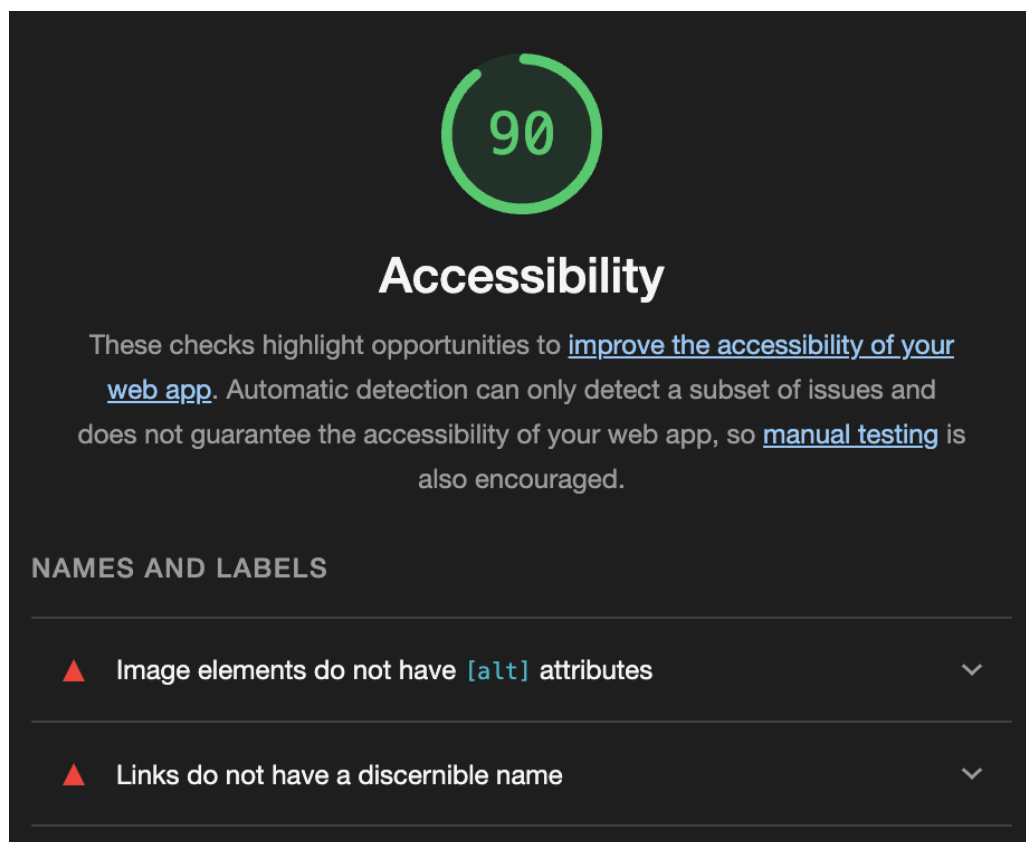 90
Accessibility
These checks highlight opportunities to improve the accessibility of your
web app. Automatic detection can only detect a subset of issues and
does not guarantee the accessibility of your web app, so manual testing is
also encouraged.
NAMES AND LABELS
Image elements do not have [alt] attributes
Links do not have a discernible name